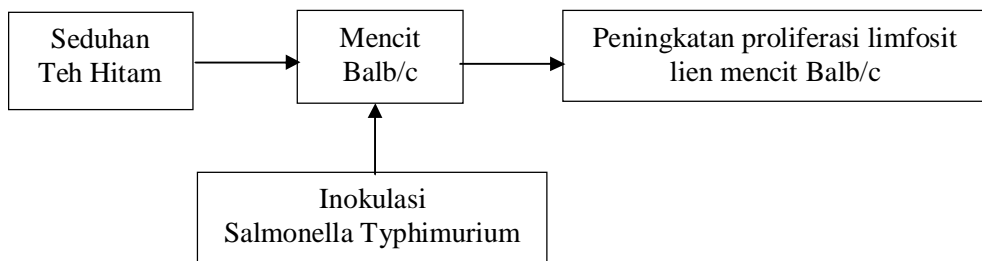 Seduhan
Teh Hitam
Mencit
Balb/c
Peningkatan proliferasi limfosit
lien mencit Balb/c
Inokulasi
Salmonella Typhimurium